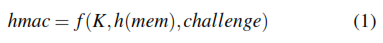 hmac = f(K,h(mem),challenge) (1)